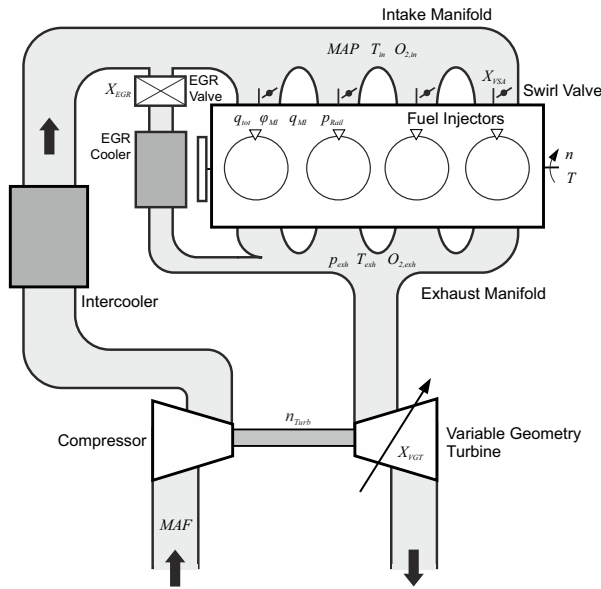 Intake Manifold
MAP T_in O_2,in
X_EGR
EGR
Valve
X_VSA
Swirl Valve
q_tot φ_MI q_MI p_Rail
Fuel Injectors
EGR
Cooler
n
T
p_exh T_exh O_2,exh
Intercooler
Exhaust Manifold
n_Turb
Compressor
Variable Geometry
Turbine
X_VGT
MAF